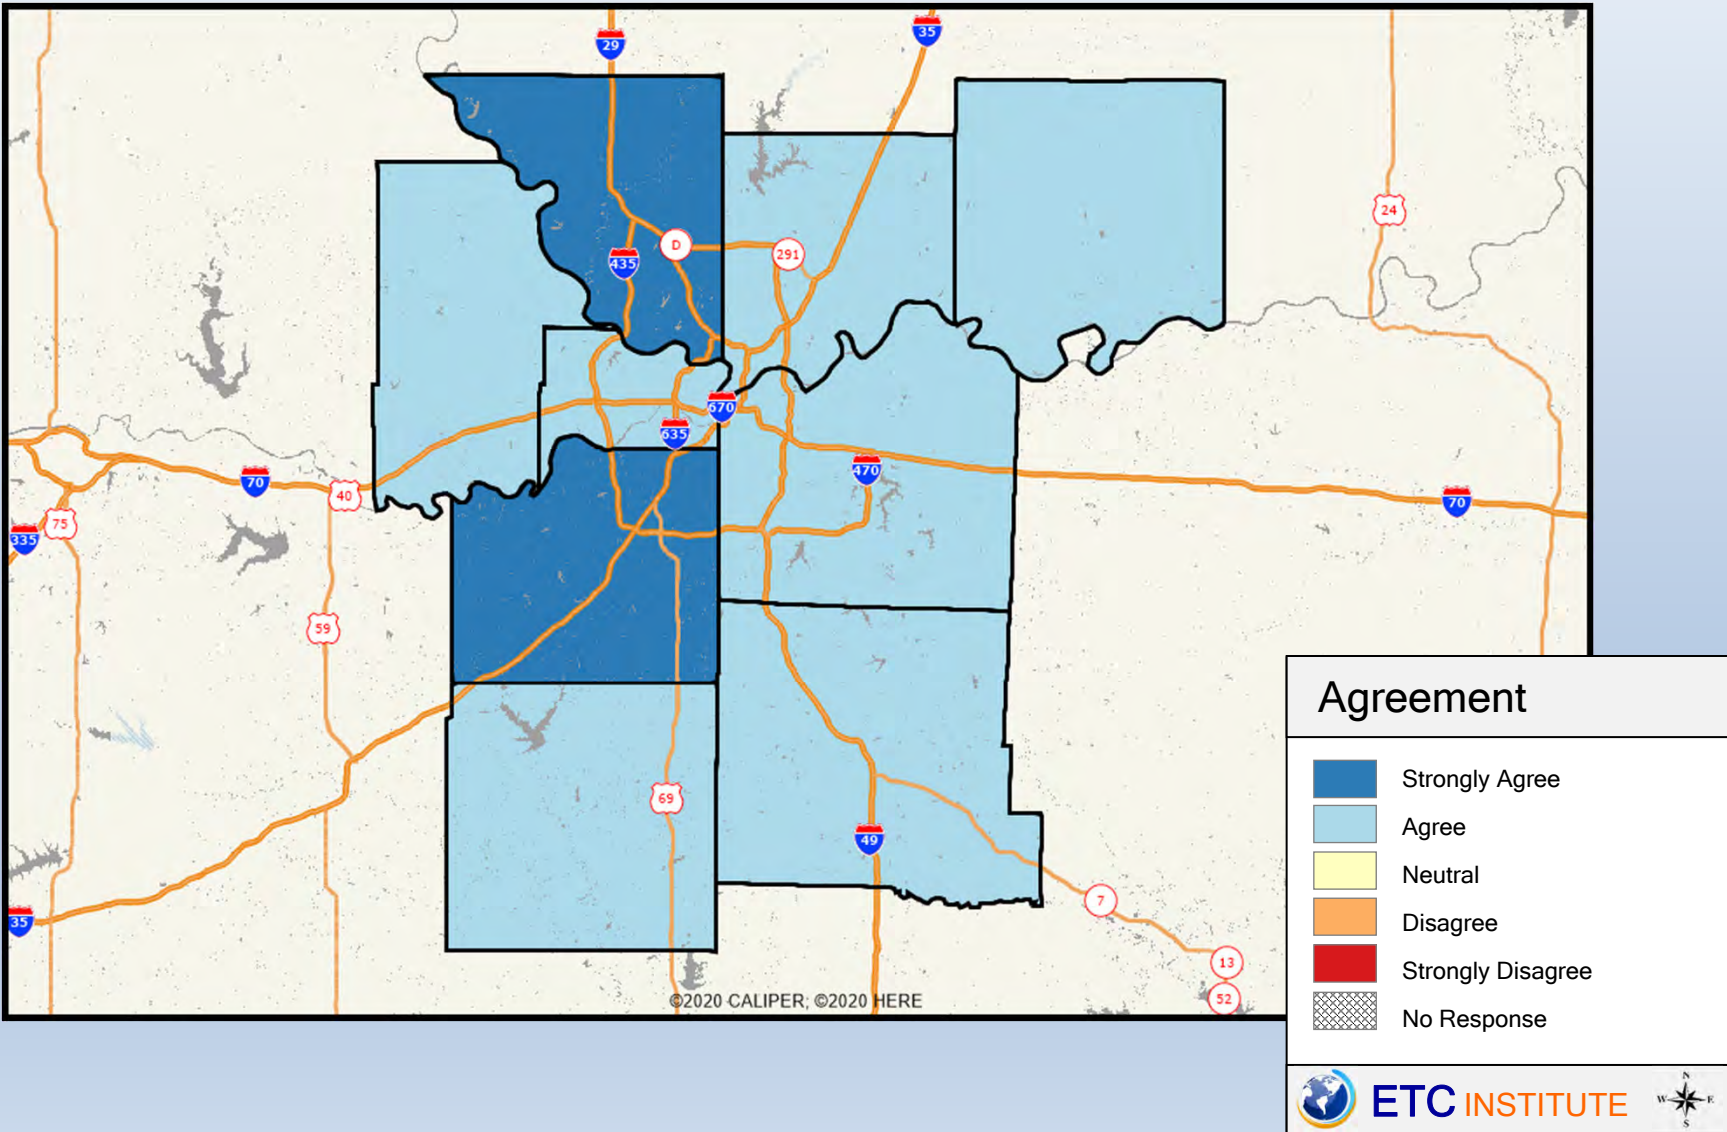 29
35
24
D
291
435
670
635
470
70
40
70
75
335
59
69
49
7
35
13
52
©2020 CALIPER; ©2020 HERE
Agreement
Strongly Agree
Agree
Neutral
Disagree
Strongly Disagree
No Response
ETC INSTITUTE
N
W E
S